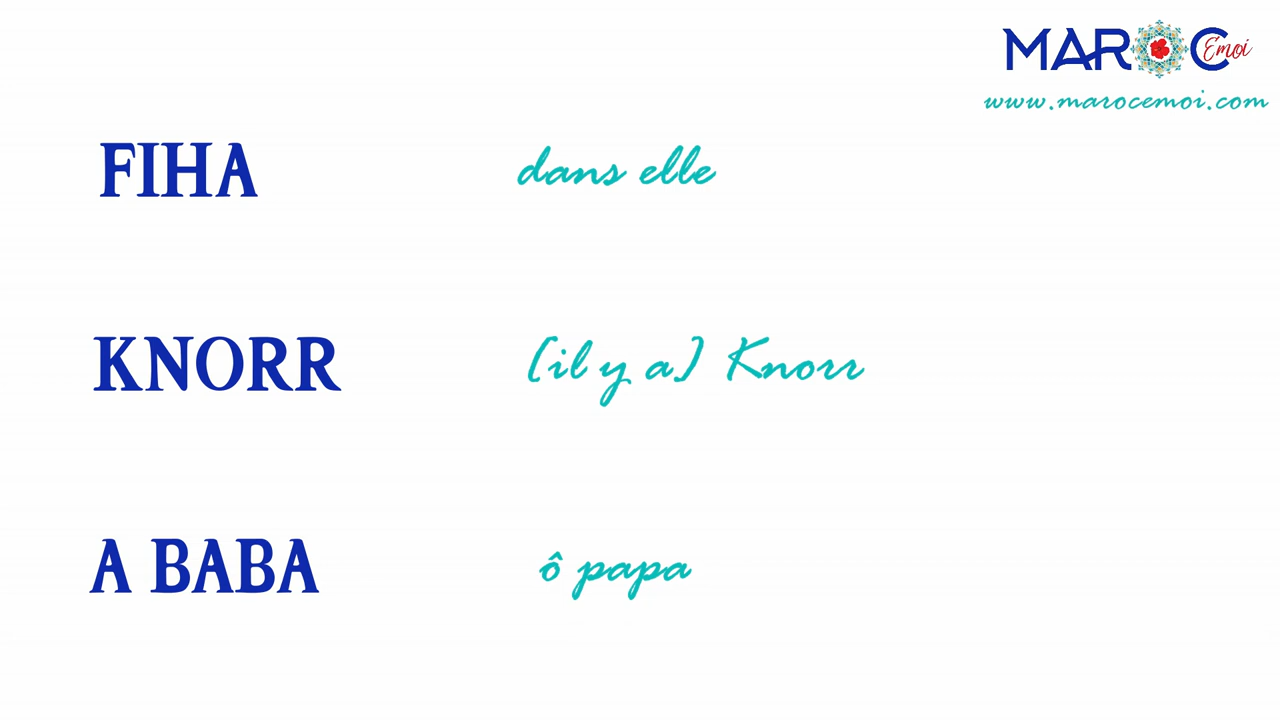 MAROC Emoi
www.marocemoi.com
FIHA dans elle
KNORR [il y a] Knorr
A BABA ô papa